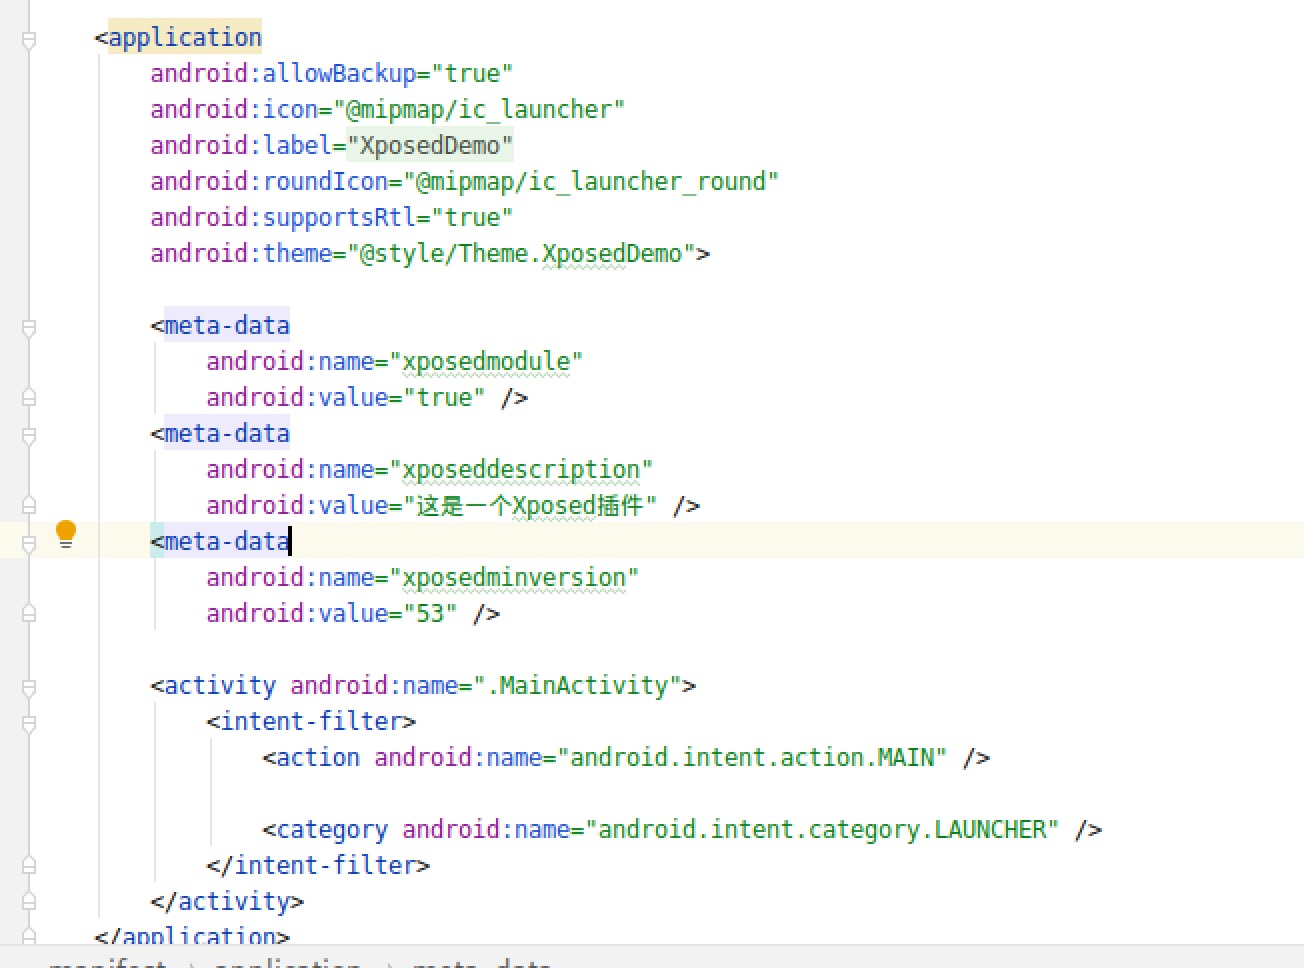 <application
android:allowBackup="true"
android:icon="@mipmap/ic_launcher"
android:label="XposedDemo"
android:roundIcon="@mipmap/ic_launcher_round"
android:supportsRtl="true"
android:theme="@style/Theme.XposedDemo">
<meta-data
android:name="xposedmodule"
android:value="true" />
<meta-data
android:name="xposeddescription"
android:value="这是一个Xposed插件" />
<meta-data
android:name="xposedminversion"
android:value="53" />
<activity android:name=".MainActivity">
<intent-filter>
<action android:name="android.intent.action.MAIN" />
<category android:name="android.intent.category.LAUNCHER" />
</intent-filter>
</activity>
</application>
manifest › application › meta-data